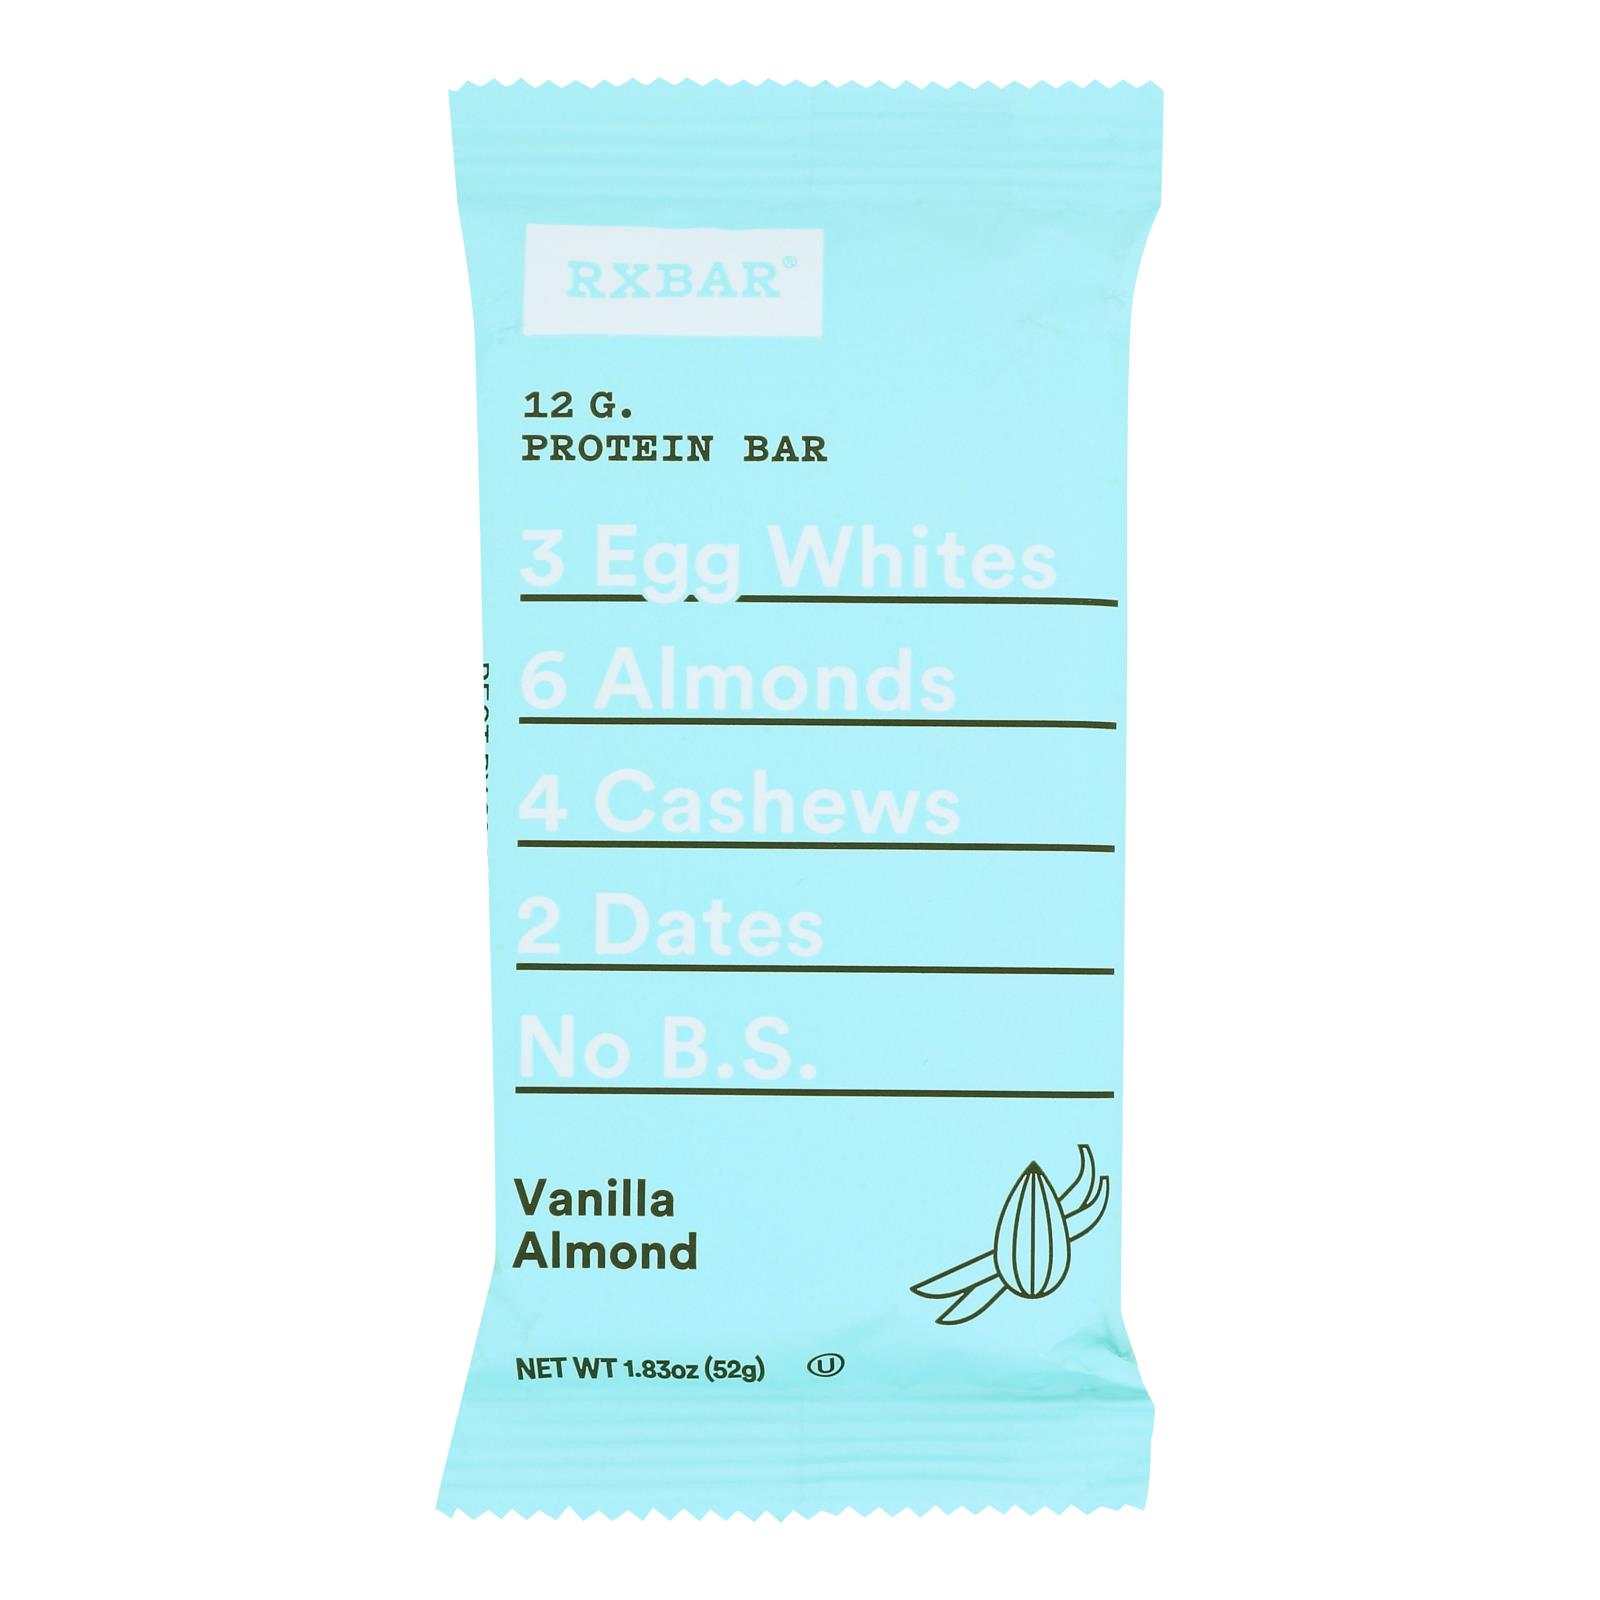 RXBAR®
12 G.
PROTEIN BAR
3 Egg Whites
6 Almonds
4 Cashews
2 Dates
No B.S.
Vanilla
Almond
NET WT 1.83oz (52g) U